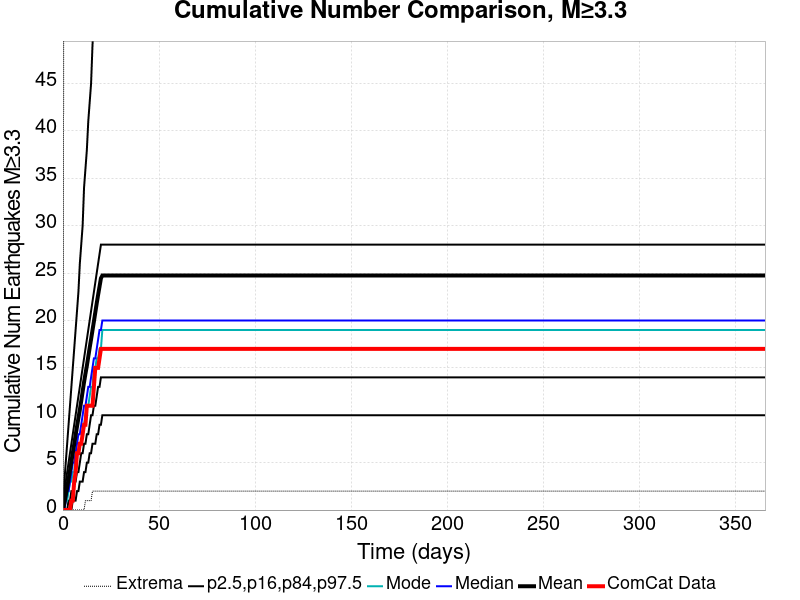 Cumulative Number Comparison, M≥3.3
Cumulative Num Earthquakes M≥3.3
45
40
35
30
25
20
15
10
5
0
0 50 100 150 200 250 300 350
Time (days)
Extrema p2.5,p16,p84,p97.5 Mode Median Mean ComCat Data